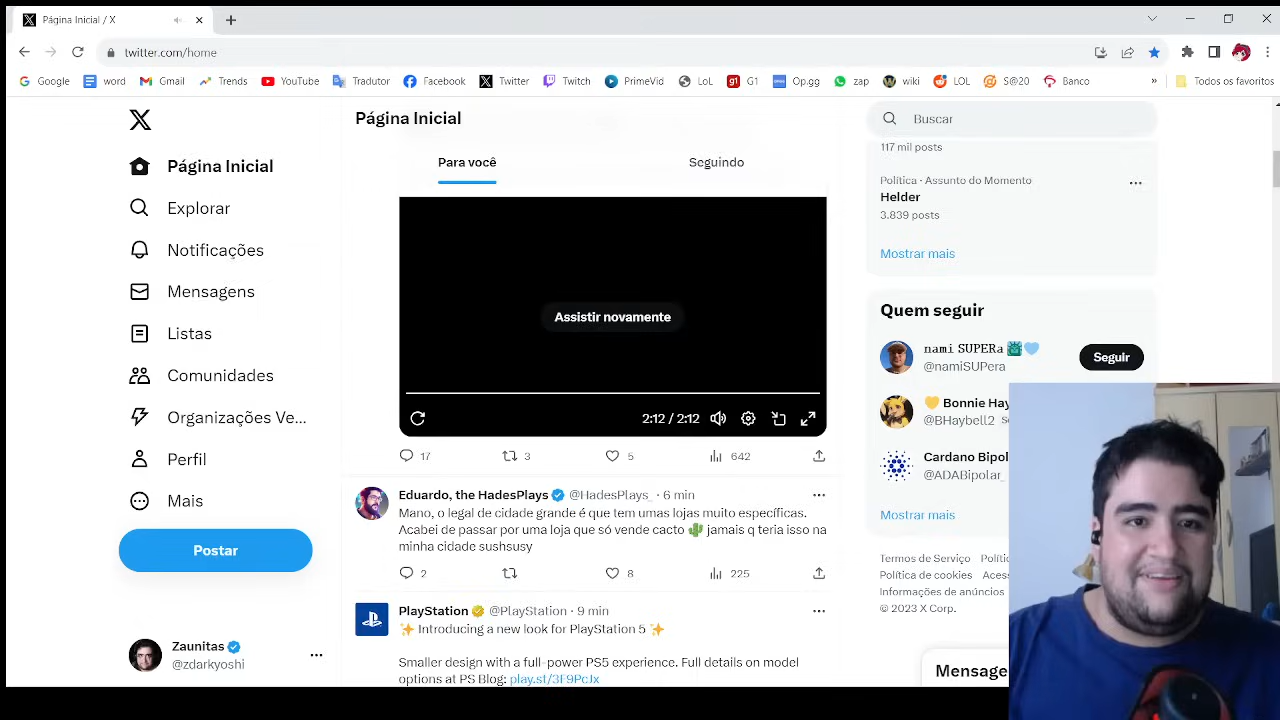 Página Inicial / X
twitter.com/home
Google
word
Gmail
Trends
YouTube
Tradutor
Facebook
Twitter
Twitch
PrimeVid
LoL
G1
Op.gg
zap
wiki
LOL
S@20
Banco
»
Todos os favoritos
Página Inicial
Explorar
Notificações
Mensagens
Listas
Comunidades
Organizações Ve...
Perfil
Mais
Postar
Zaunitas
@zdarkyoshi
Página Inicial
Para você
Seguindo
Assistir novamente
2:12 / 2:12
17
3
5
642
Eduardo, the HadesPlays @HadesPlays_ · 6 min
Mano, o legal de cidade grande é que tem umas lojas muito específicas.
Acabei de passar por uma loja que só vende cacto 🌵 jamais q teria isso na
minha cidade sushsusy
2
8
225
PlayStation @PlayStation · 9 min
✨ Introducing a new look for PlayStation 5 ✨
Smaller design with a full-power PS5 experience. Full details on model
options at PS Blog: play.st/3F9PcJx
Buscar
117 mil posts
Política · Assunto do Momento
Helder
3.839 posts
Mostrar mais
Quem seguir
nami SUPERa
@namiSUPera
Seguir
Bonnie Hay
@BHaybell2
Cardano Bipol
@ADABipolar_
Mostrar mais
Termos de Serviço
Política de cookies
Informações de anúncios
© 2023 X Corp.